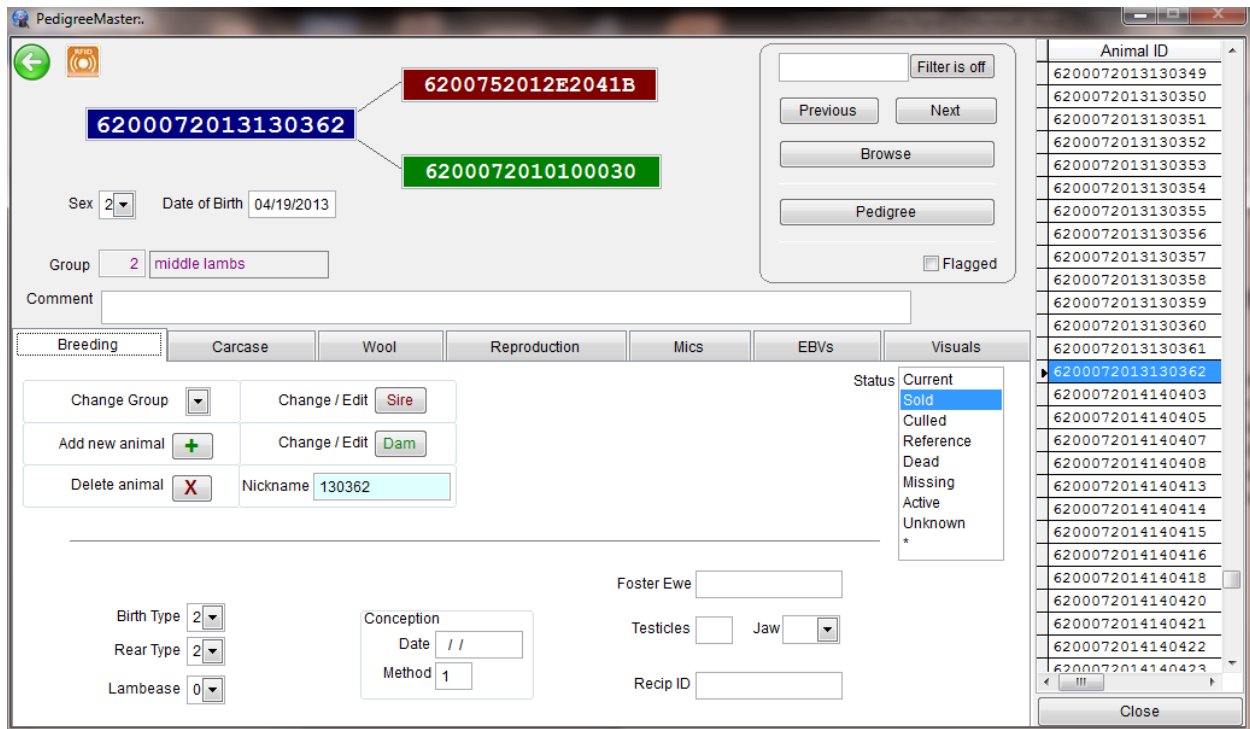 PedigreeMaster:.
RFID
6200752012E2041B
6200072013130362
6200072010100030
Sex 2 Date of Birth 04/19/2013
Group 2 middle lambs
Comment
Filter is off
Previous Next
Browse
Pedigree
Flagged
Breeding Carcase Wool Reproduction Mics EBVs Visuals
Change Group Change / Edit Sire
Add new animal + Change / Edit Dam
Delete animal X Nickname 130362
Status
Current
Sold
Culled
Reference
Dead
Missing
Active
Unknown
*
Birth Type 2
Rear Type 2
Lambease 0
Conception
Date / /
Method 1
Foster Ewe
Testicles Jaw
Recip ID
Animal ID
6200072013130349
6200072013130350
6200072013130351
6200072013130352
6200072013130353
6200072013130354
6200072013130355
6200072013130356
6200072013130357
6200072013130358
6200072013130359
6200072013130360
6200072013130361
6200072013130362
6200072014140403
6200072014140405
6200072014140407
6200072014140408
6200072014140413
6200072014140414
6200072014140415
6200072014140416
6200072014140418
6200072014140420
6200072014140421
6200072014140422
6200072014140423
Close